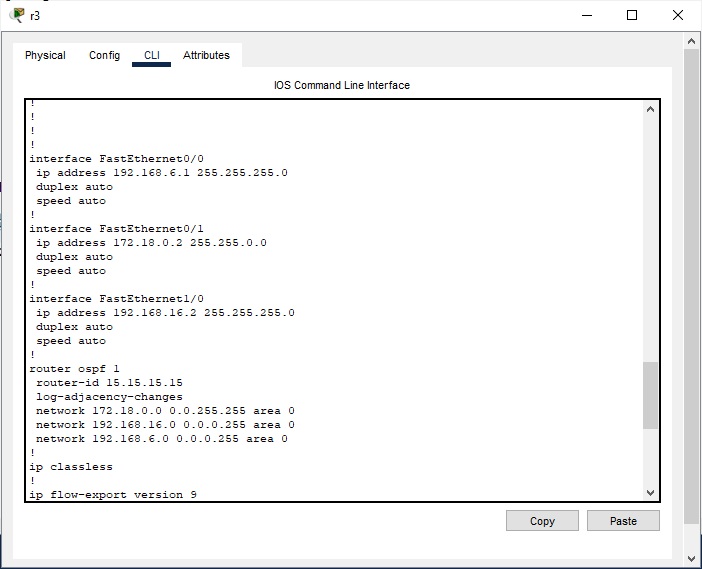 r3
Physical Config CLI Attributes
IOS Command Line Interface
!
!
!
!
interface FastEthernet0/0
ip address 192.168.6.1 255.255.255.0
duplex auto
speed auto
!
interface FastEthernet0/1
ip address 172.18.0.2 255.255.0.0
duplex auto
speed auto
!
interface FastEthernet1/0
ip address 192.168.16.2 255.255.255.0
duplex auto
speed auto
!
router ospf 1
router-id 15.15.15.15
log-adjacency-changes
network 172.18.0.0 0.0.255.255 area 0
network 192.168.16.0 0.0.0.255 area 0
network 192.168.6.0 0.0.0.255 area 0
!
ip classless
!
ip flow-export version 9
Copy Paste